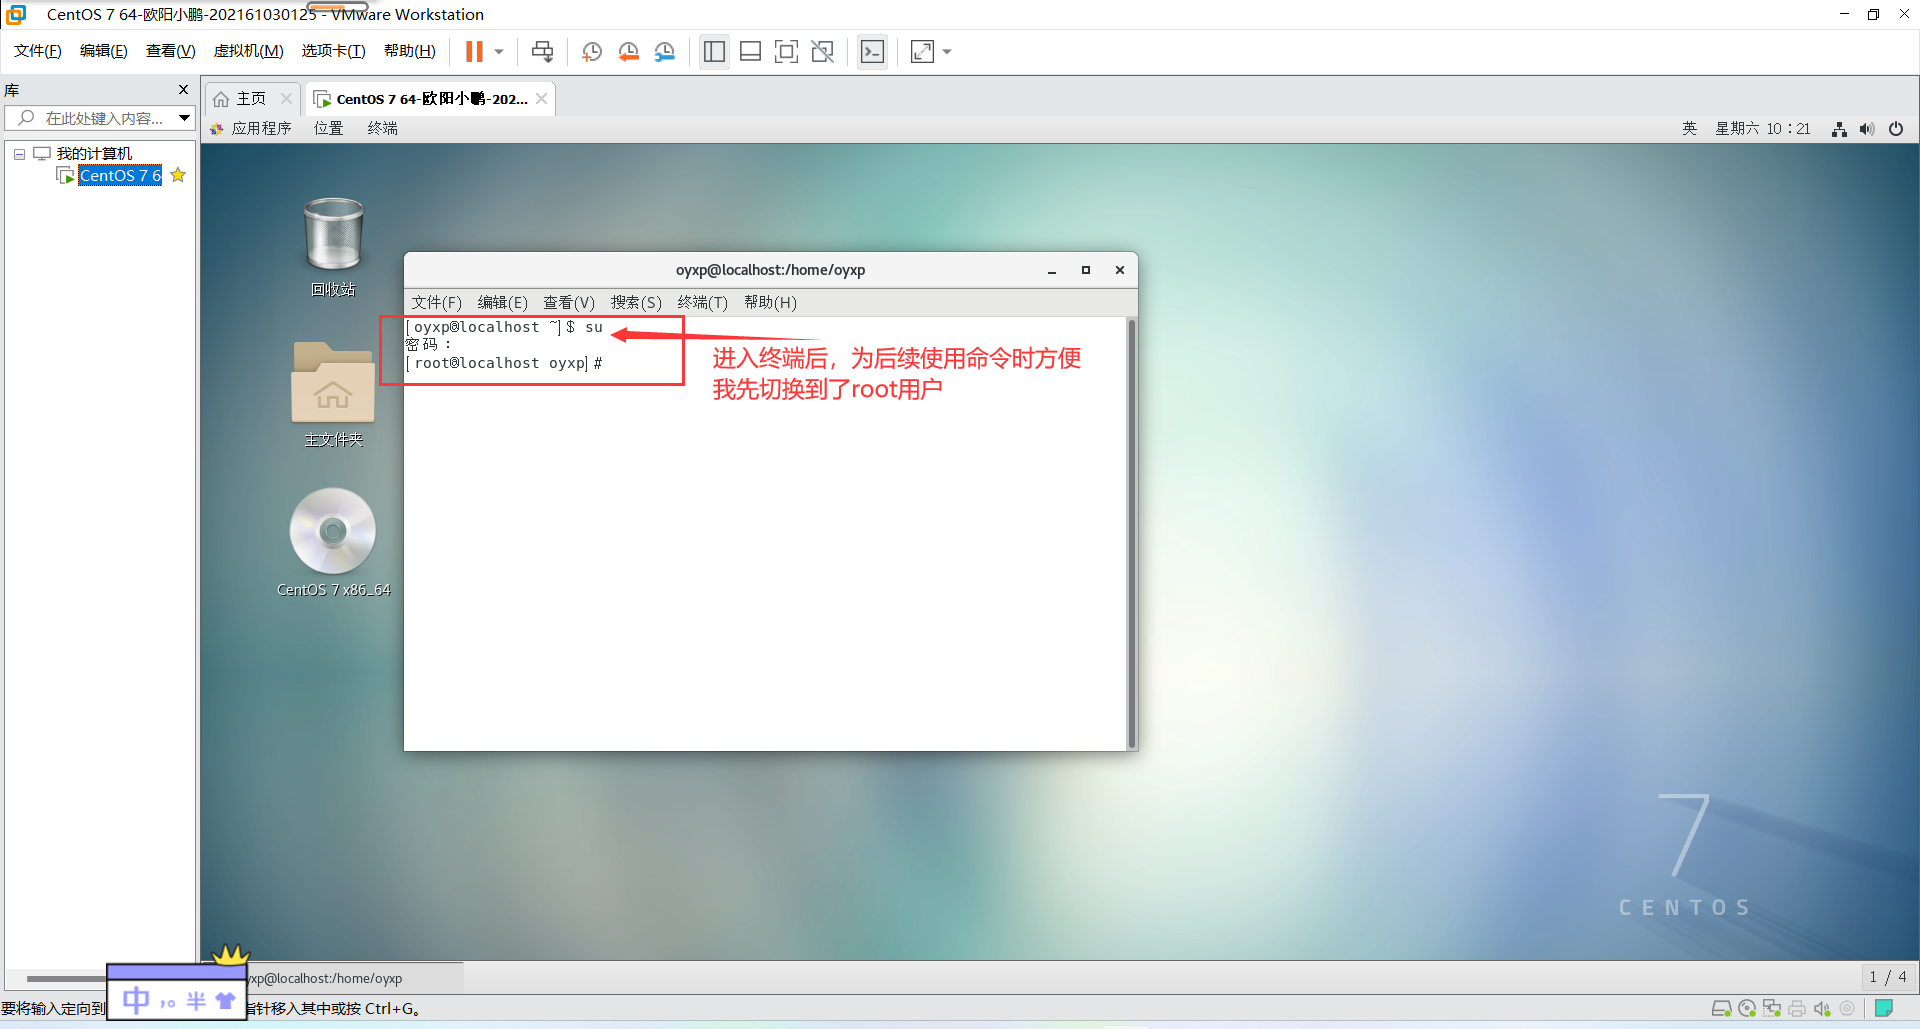 CentOS 7 64-欧阳小鹏-202161030125 - VMware Workstation
文件(F) 编辑(E) 查看(V) 虚拟机(M) 选项卡(T) 帮助(H)
库
在此处键入内容...
我的计算机
CentOS 7 6
主页
CentOS 7 64-欧阳小鹏-202...
应用程序 位置 终端
英 星期六 10：21
回收站
主文件夹
CentOS 7 x86_64
oyxp@localhost:/home/oyxp
文件(F) 编辑(E) 查看(V) 搜索(S) 终端(T) 帮助(H)
[oyxp@localhost ~]$ su
密码：
[root@localhost oyxp]#
进入终端后，为后续使用命令时方便
我先切换到了root用户
7
CENTOS
yxp@localhost:/home/oyxp
1 / 4
中 ，。 半
要将输入定向到
指针移入其中或按 Ctrl+G。